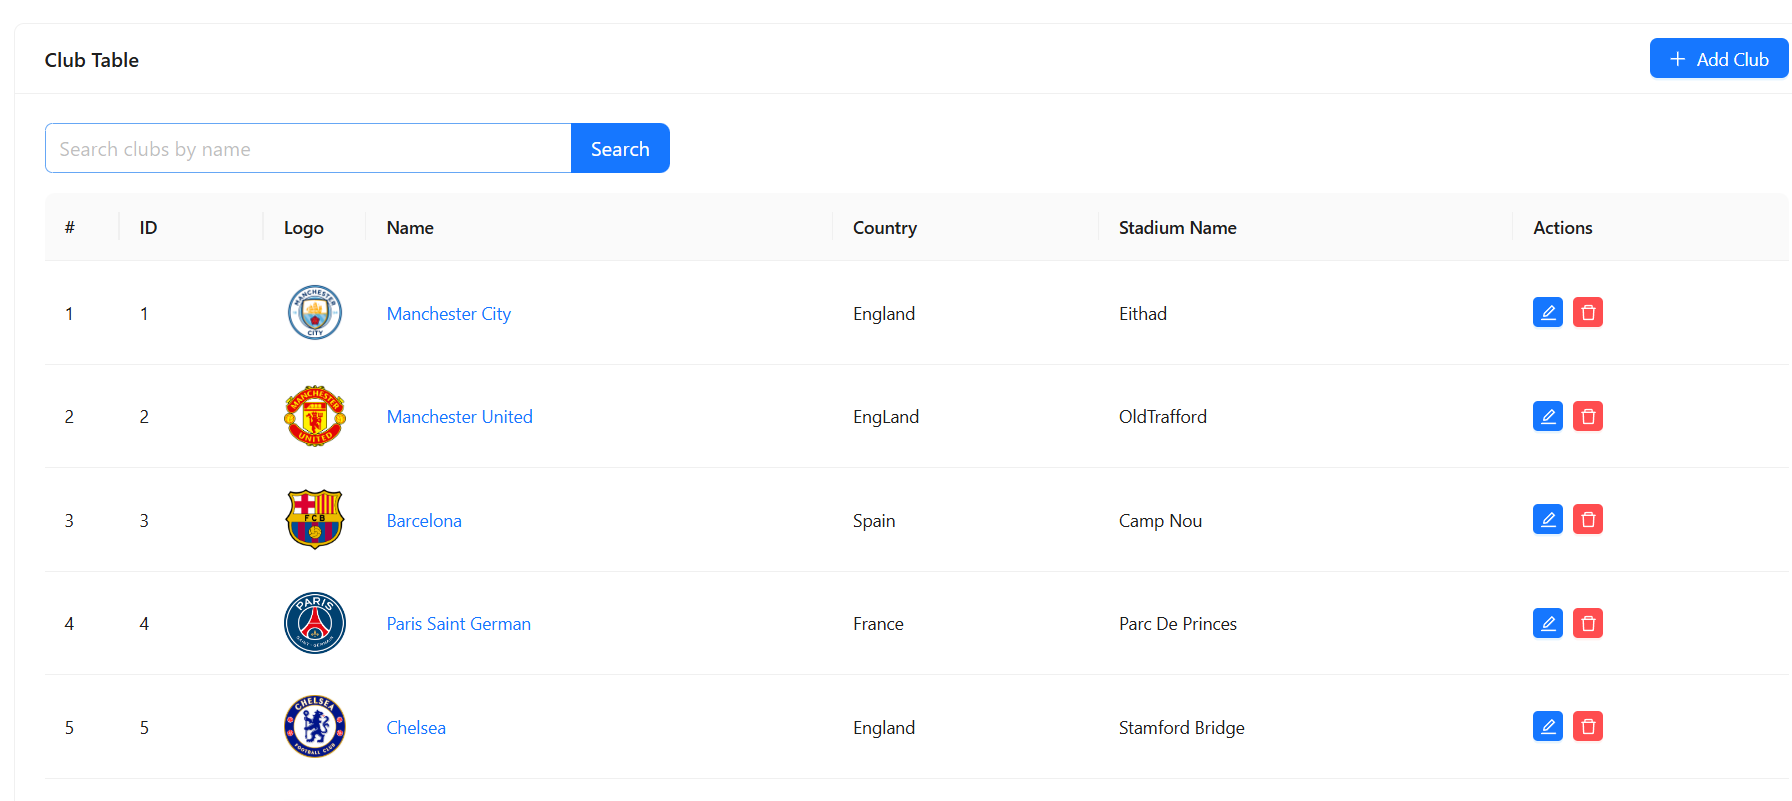 Club Table
+ Add Club
Search clubs by name
Search
# ID Logo Name Country Stadium Name Actions
1 1 MANCHESTER CITY Manchester City England Eithad
2 2 MANCHESTER UNITED Manchester United EngLand OldTrafford
3 3 FCB Barcelona Spain Camp Nou
4 4 PARIS SAINT-GERMAIN Paris Saint German France Parc De Princes
5 5 CHELSEA FOOTBALL CLUB Chelsea England Stamford Bridge